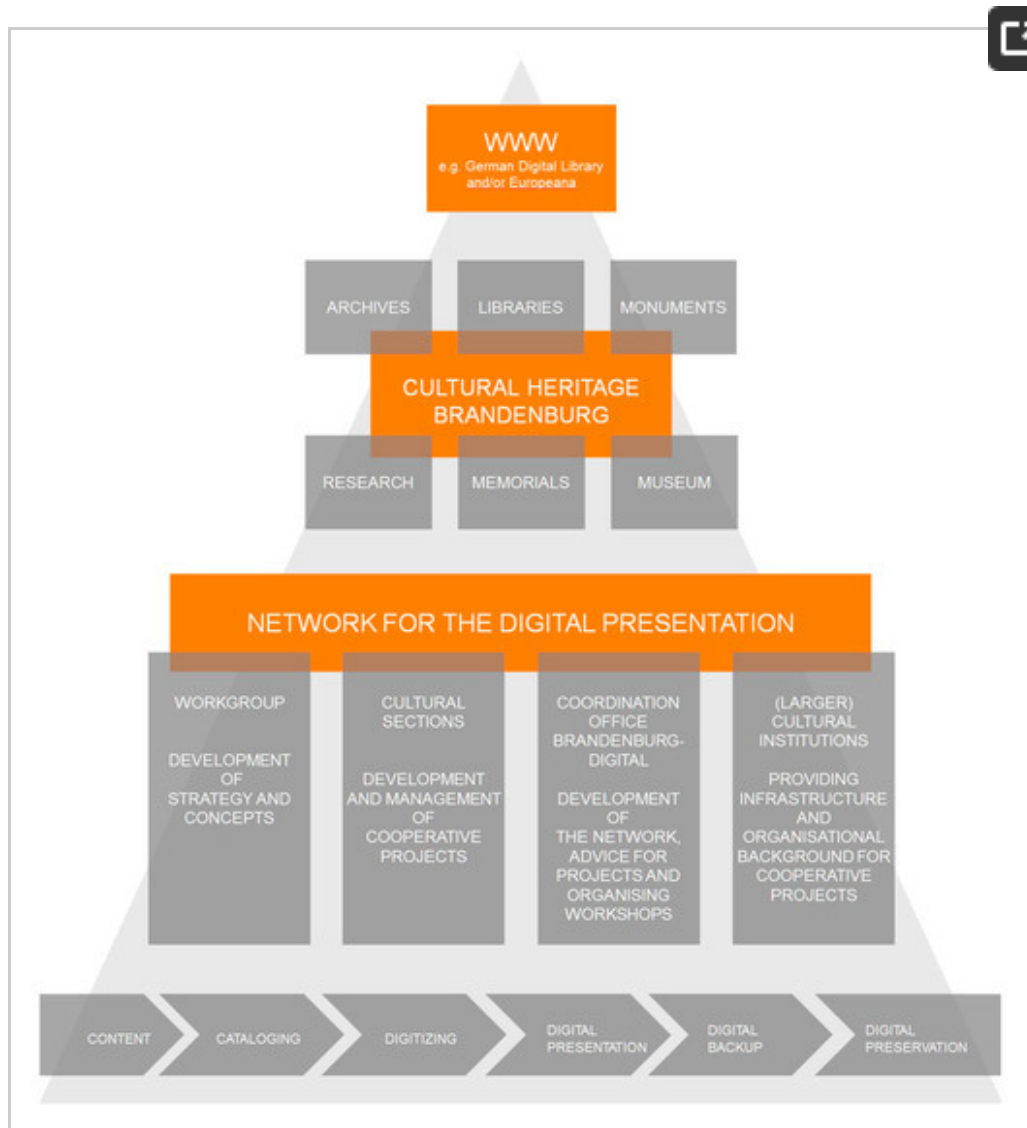 WWW
e.g. German Digital Library
and/or Europeana
ARCHIVES
LIBRARIES
MONUMENTS
CULTURAL HERITAGE
BRANDENBURG
RESEARCH
MEMORIALS
MUSEUM
NETWORK FOR THE DIGITAL PRESENTATION
WORKGROUP
DEVELOPMENT
OF
STRATEGY AND
CONCEPTS
CULTURAL
SECTIONS
DEVELOPMENT
AND MANAGEMENT
OF
COOPERATIVE
PROJECTS
COORDINATION
OFFICE
BRANDENBURG-
DIGITAL
DEVELOPMENT
OF
THE NETWORK,
ADVICE FOR
PROJECTS AND
ORGANISING
WORKSHOPS
(LARGER)
CULTURAL
INSTITUTIONS
PROVIDING
INFRASTRUCTURE
AND
ORGANISATIONAL
BACKGROUND FOR
COOPERATIVE
PROJECTS
CONTENT
CATALOGING
DIGITIZING
DIGITAL
PRESENTATION
DIGITAL
BACKUP
DIGITAL
PRESERVATION